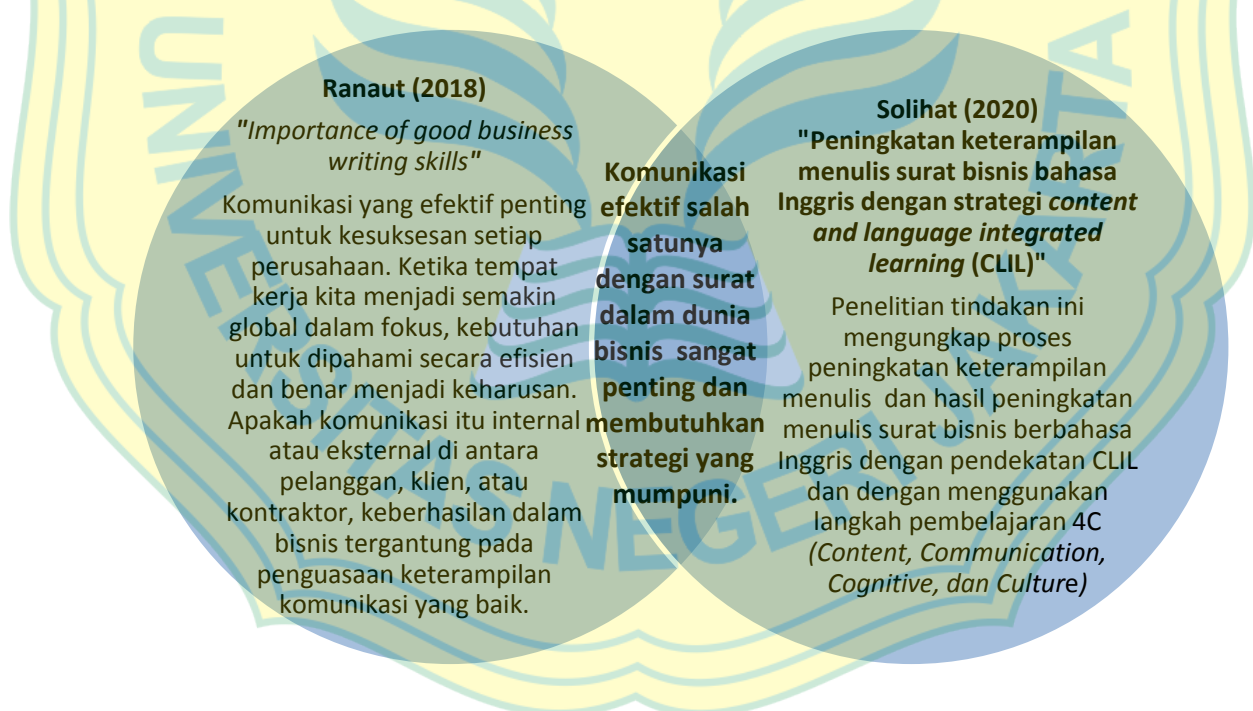 Ranaut (2018)
"Importance of good business
writing skills"
Komunikasi yang efektif penting
untuk kesuksesan setiap
perusahaan. Ketika tempat
kerja kita menjadi semakin
global dalam fokus, kebutuhan
untuk dipahami secara efisien
dan benar menjadi keharusan.
Apakah komunikasi itu internal
atau eksternal di antara
pelanggan, klien, atau
kontraktor, keberhasilan dalam
bisnis tergantung pada
penguasaan keterampilan
komunikasi yang baik.
Komunikasi
efektif salah
satunya
dengan surat
dalam dunia
bisnis sangat
penting dan
membutuhkan
strategi yang
mumpuni.
Solihat (2020)
"Peningkatan keterampilan
menulis surat bisnis bahasa
Inggris dengan strategi content
and language integrated
learning (CLIL)"
Penelitian tindakan ini
mengungkap proses
peningkatan keterampilan
menulis dan hasil peningkatan
menulis surat bisnis berbahasa
Inggris dengan pendekatan CLIL
dan dengan menggunakan
langkah pembelajaran 4C
(Content, Communication,
Cognitive, dan Culture)
UNIVERSITAS NEGERI JAKARTA